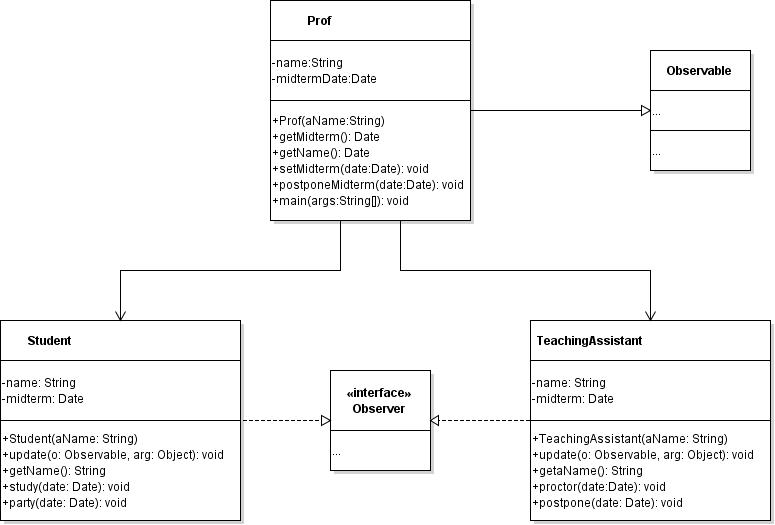 Prof
-name:String
-midtermDate:Date
+Prof(aName:String)
+getMidterm(): Date
+getName(): Date
+setMidterm(date:Date): void
+postponeMidterm(date:Date): void
+main(args:String[]): void
Observable
...
...
Student
-name: String
-midterm: Date
+Student(aName: String)
+update(o: Observable, arg: Object): void
+getName(): String
+study(date: Date): void
+party(date: Date): void
«interface»
Observer
...
TeachingAssistant
-name: String
-midterm: Date
+TeachingAssistant(aName: String)
+update(o: Observable, arg: Object): void
+getaName(): String
+proctor(date:Date): void
+postpone(date: Date): void